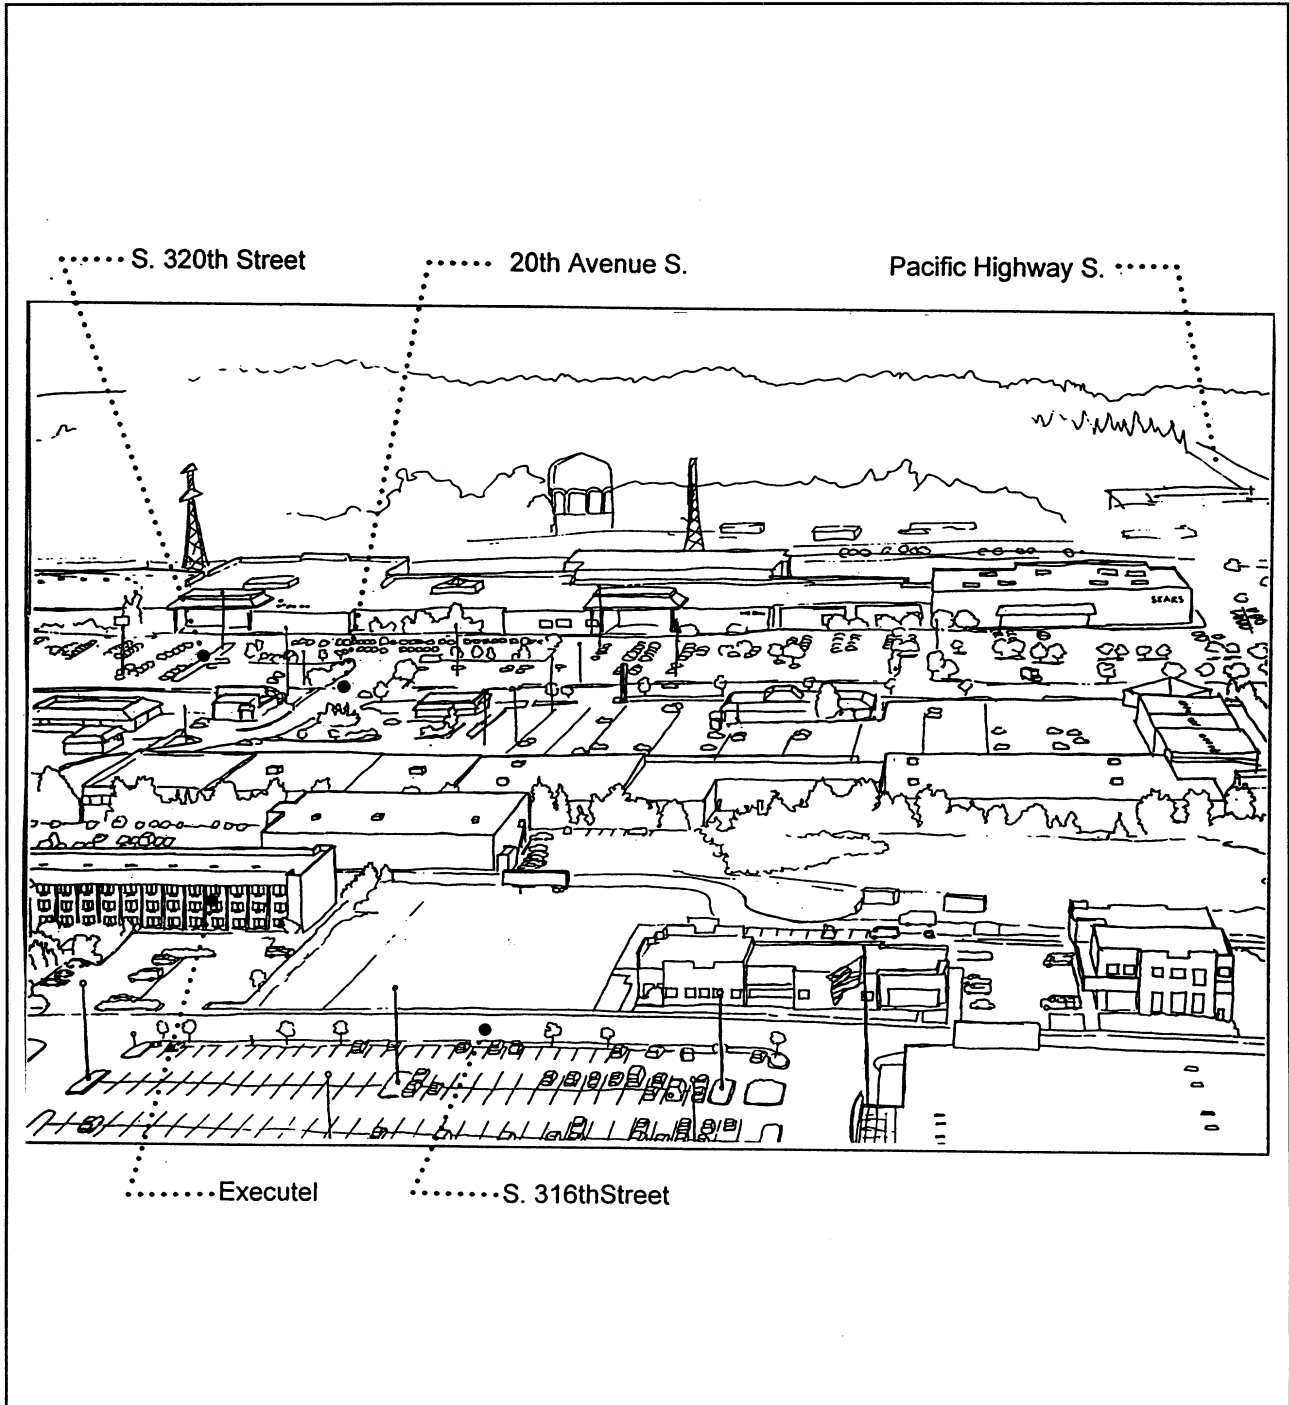 S. 320th Street
20th Avenue S.
Pacific Highway S.
SEARS
Executel
S. 316thStreet